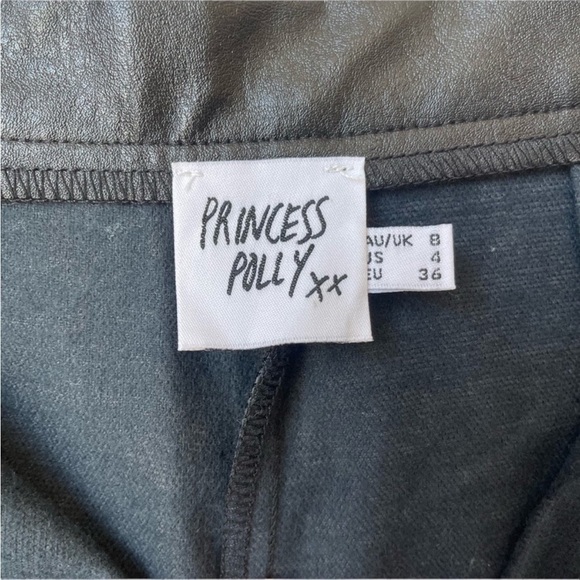 PRINCESS
POLLY xx
AU/UK 8
US 4
EU 36